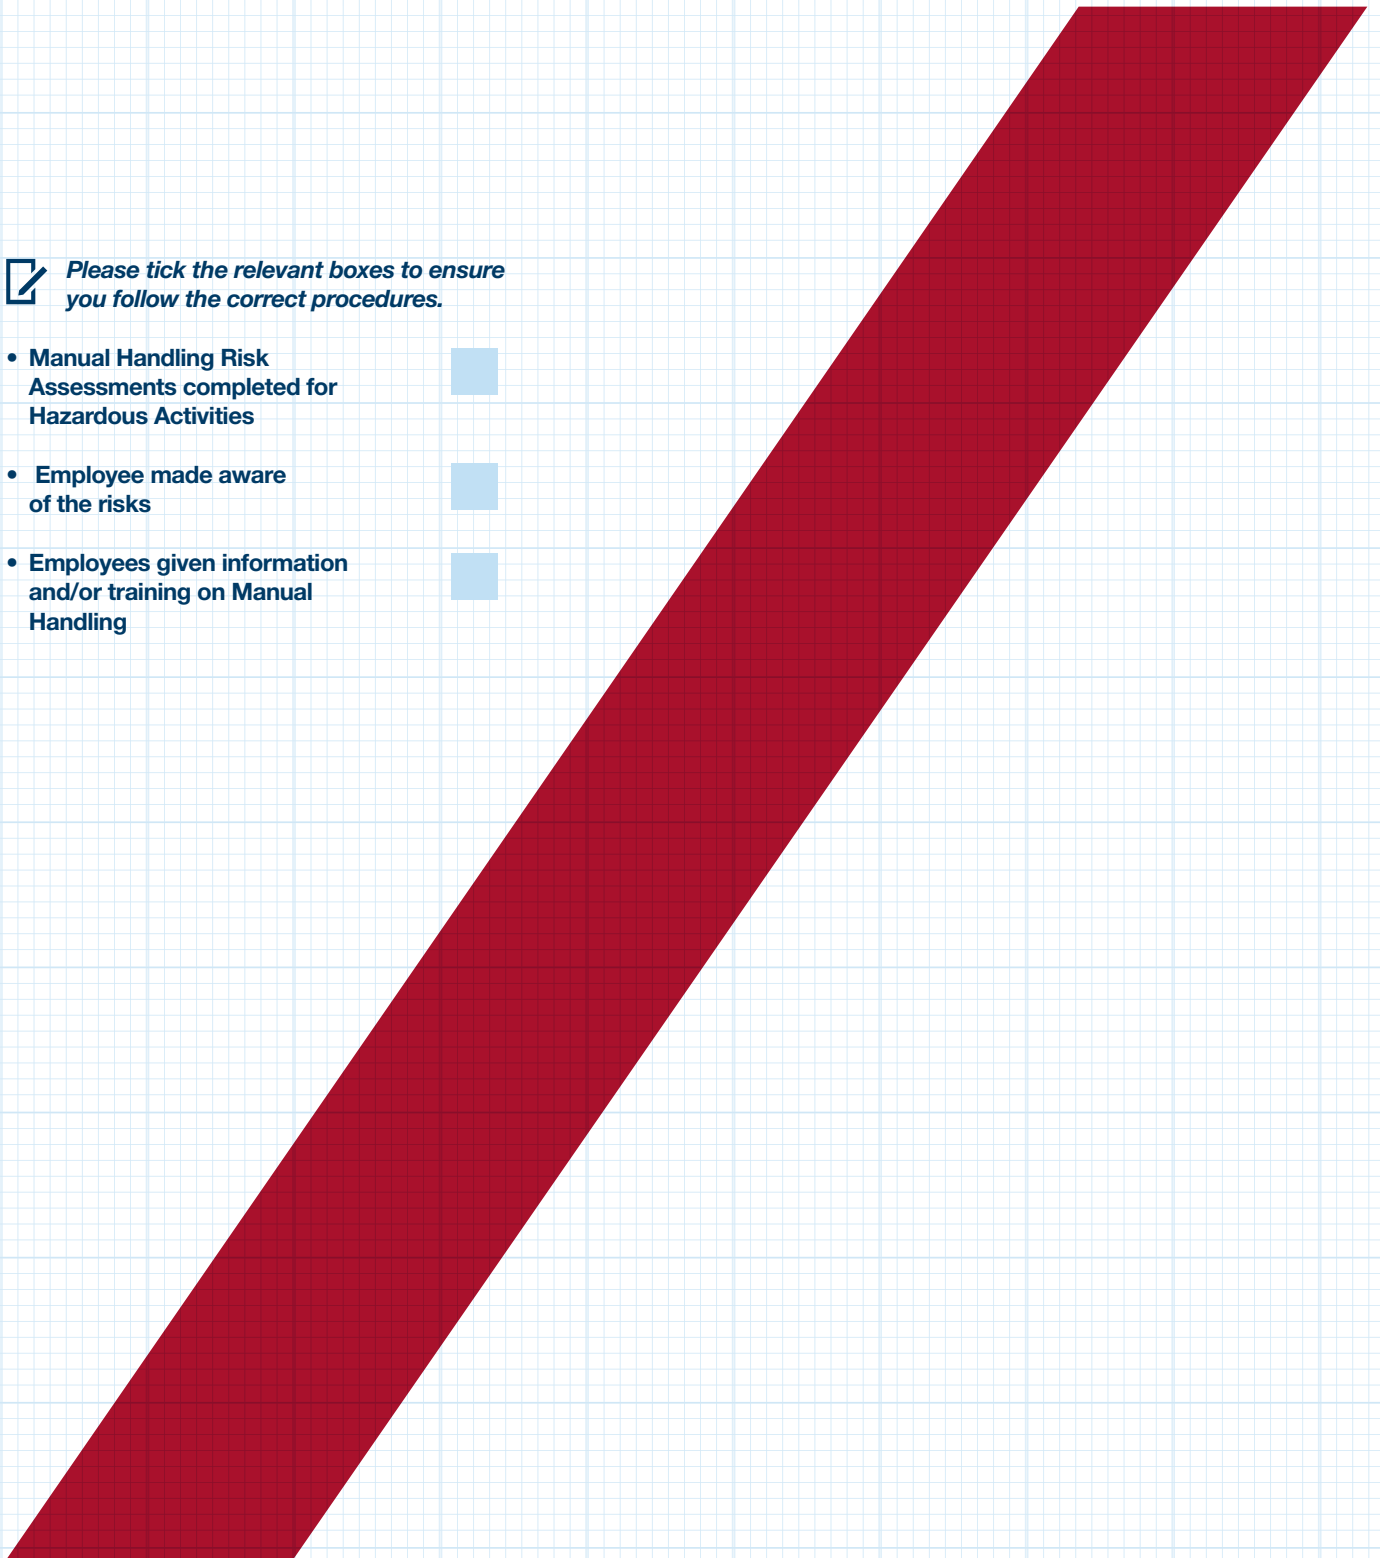 Please tick the relevant boxes to ensure
you follow the correct procedures.
• Manual Handling Risk
Assessments completed for
Hazardous Activities
• Employee made aware
of the risks
• Employees given information
and/or training on Manual
Handling